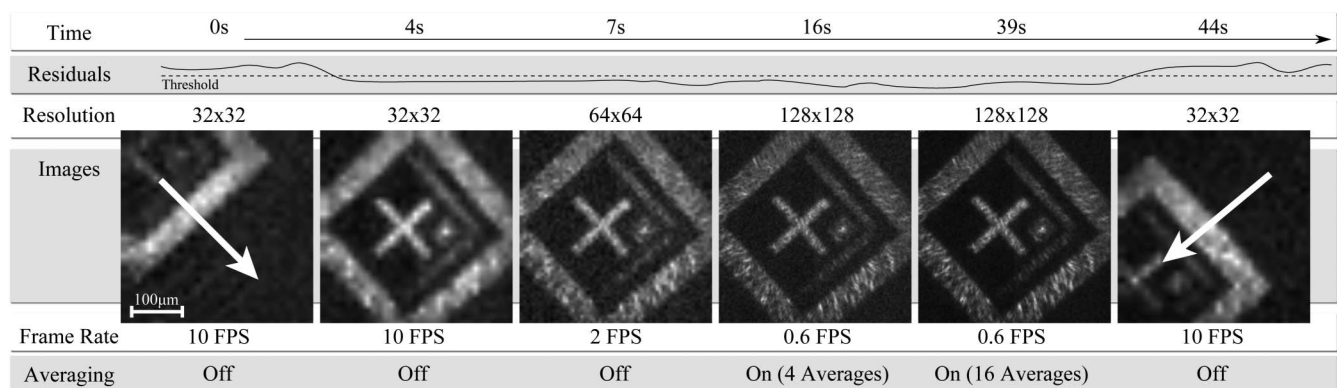 Time 0s 4s 7s 16s 39s 44s
Residuals
Threshold
Resolution 32x32 32x32 64x64 128x128 128x128 32x32
Images
100μm
Frame Rate 10 FPS 10 FPS 2 FPS 0.6 FPS 0.6 FPS 10 FPS
Averaging Off Off Off On (4 Averages) On (16 Averages) Off